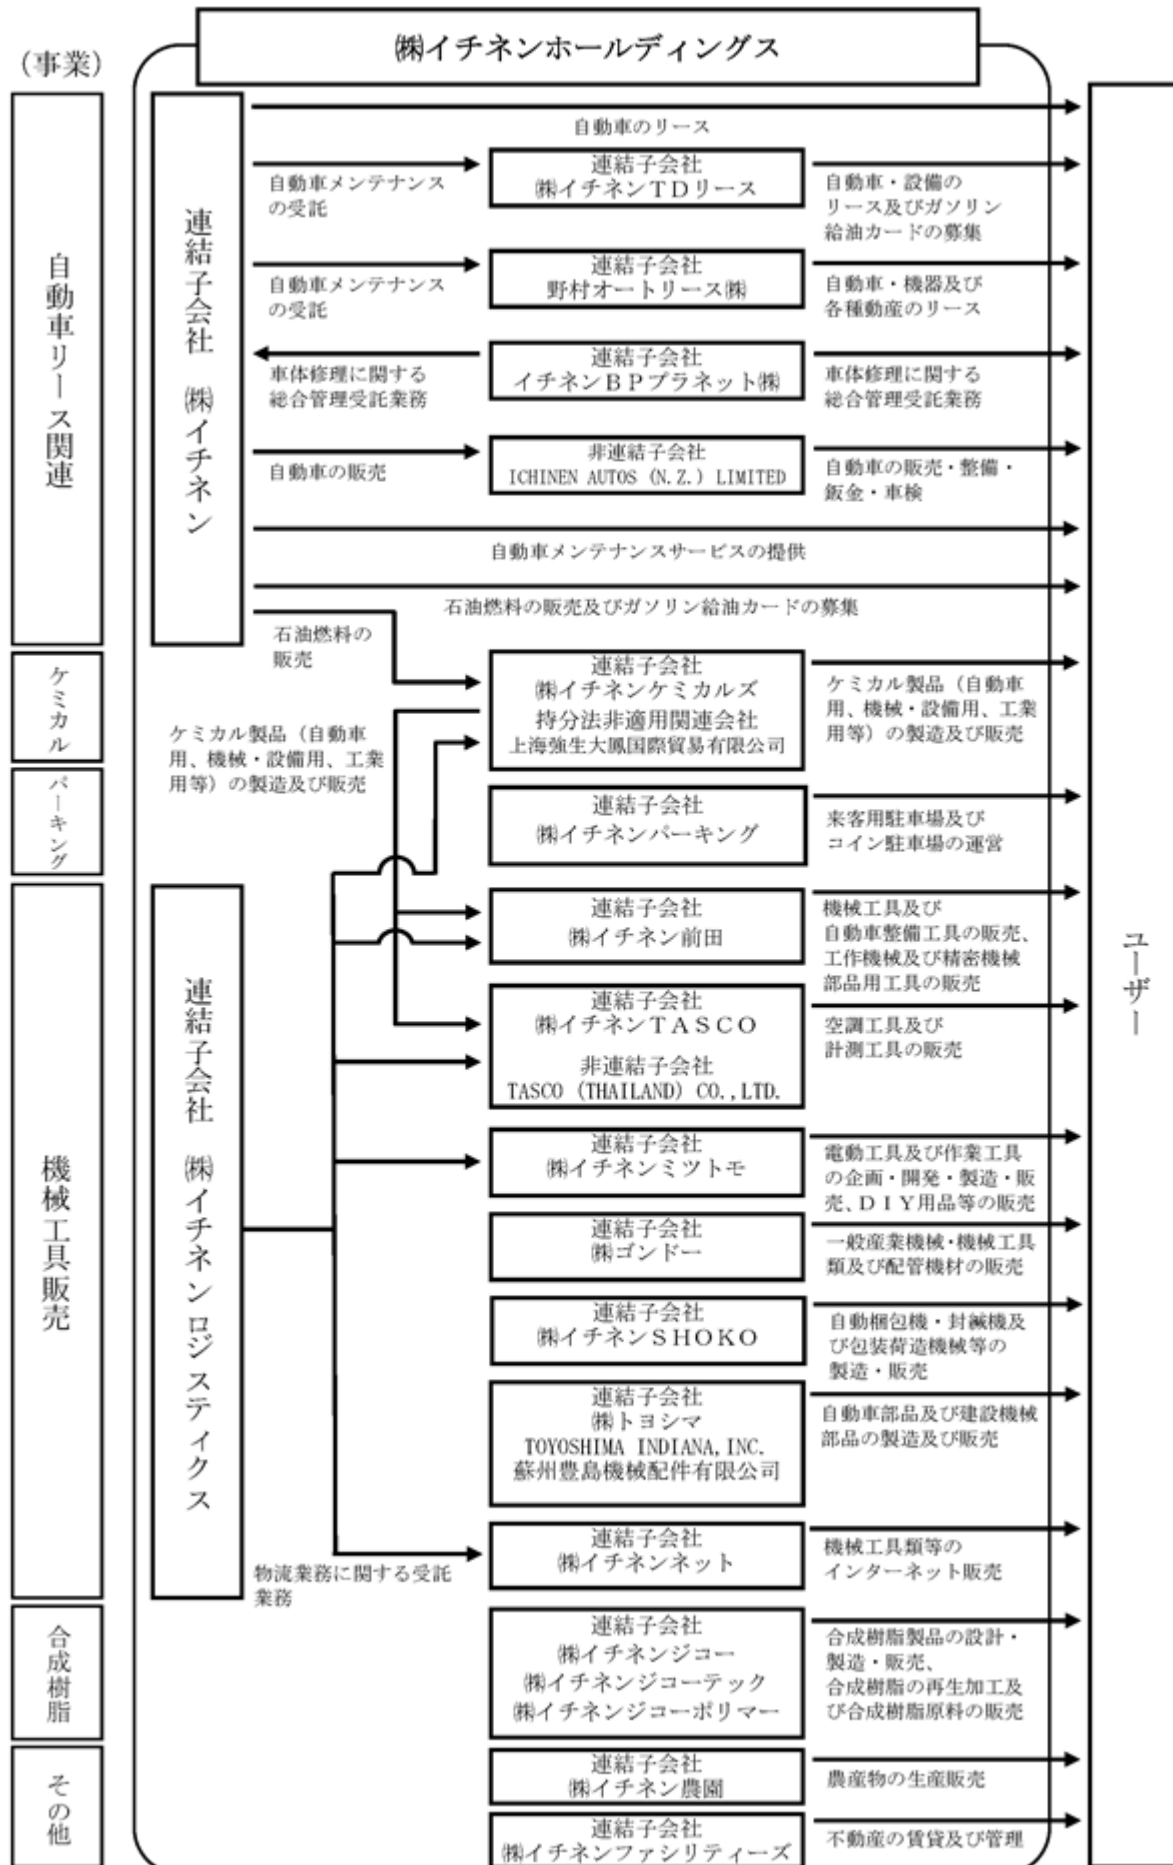 ㈱イチネンホールディングス
（事業）
自動車リース関連
連結子会社 ㈱イチネン
自動車のリース
自動車メンテナンス
の受託
連結子会社
㈱イチネンＴＤリース
自動車・設備の
リース及びガソリン
給油カードの募集
自動車メンテナンス
の受託
連結子会社
野村オートリース㈱
自動車・機器及び
各種動産のリース
車体修理に関する
総合管理受託業務
連結子会社
イチネンＢＰプラネット㈱
車体修理に関する
総合管理受託業務
自動車の販売
非連結子会社
ICHINEN AUTOS (N.Z.) LIMITED
自動車の販売・整備・
鈑金・車検
自動車メンテナンスサービスの提供
石油燃料の販売及びガソリン給油カードの募集
石油燃料の
販売
ケミカル
連結子会社
㈱イチネンケミカルズ
持分法非適用関連会社
上海強生大鳳国際貿易有限公司
ケミカル製品（自動車
用、機械・設備用、工業
用等）の製造及び販売
ケミカル製品（自動車
用、機械・設備用、工業
用等）の製造及び販売
パーキング
連結子会社
㈱イチネンパーキング
来客用駐車場及び
コイン駐車場の運営
機械工具販売
連結子会社 ㈱イチネンロジスティクス
連結子会社
㈱イチネン前田
機械工具及び
自動車整備工具の販売、
工作機械及び精密機械
部品用工具の販売
連結子会社
㈱イチネンＴＡＳＣＯ
非連結子会社
TASCO (THAILAND) CO.,LTD.
空調工具及び
計測工具の販売
連結子会社
㈱イチネンミツトモ
電動工具及び作業工具
の企画・開発・製造・販
売、ＤＩＹ用品等の販売
連結子会社
㈱ゴンドー
一般産業機械・機械工具
類及び配管機材の販売
連結子会社
㈱イチネンＳＨＯＫＯ
自動梱包機・封緘機及
び包装荷造機械等の
製造・販売
連結子会社
㈱トヨシマ
TOYOSHIMA INDIANA,INC.
蘇州豊島機械配件有限公司
自動車部品及び建設機械
部品の製造及び販売
連結子会社
㈱イチネンネット
機械工具類等の
インターネット販売
物流業務に関する受託
業務
合成樹脂
連結子会社
㈱イチネンジコー
㈱イチネンジコーテック
㈱イチネンジコーポリマー
合成樹脂製品の設計・
製造・販売、
合成樹脂の再生加工及
び合成樹脂原料の販売
その他
連結子会社
㈱イチネン農園
農産物の生産販売
連結子会社
㈱イチネンファシリティーズ
不動産の賃貸及び管理
ユーザー